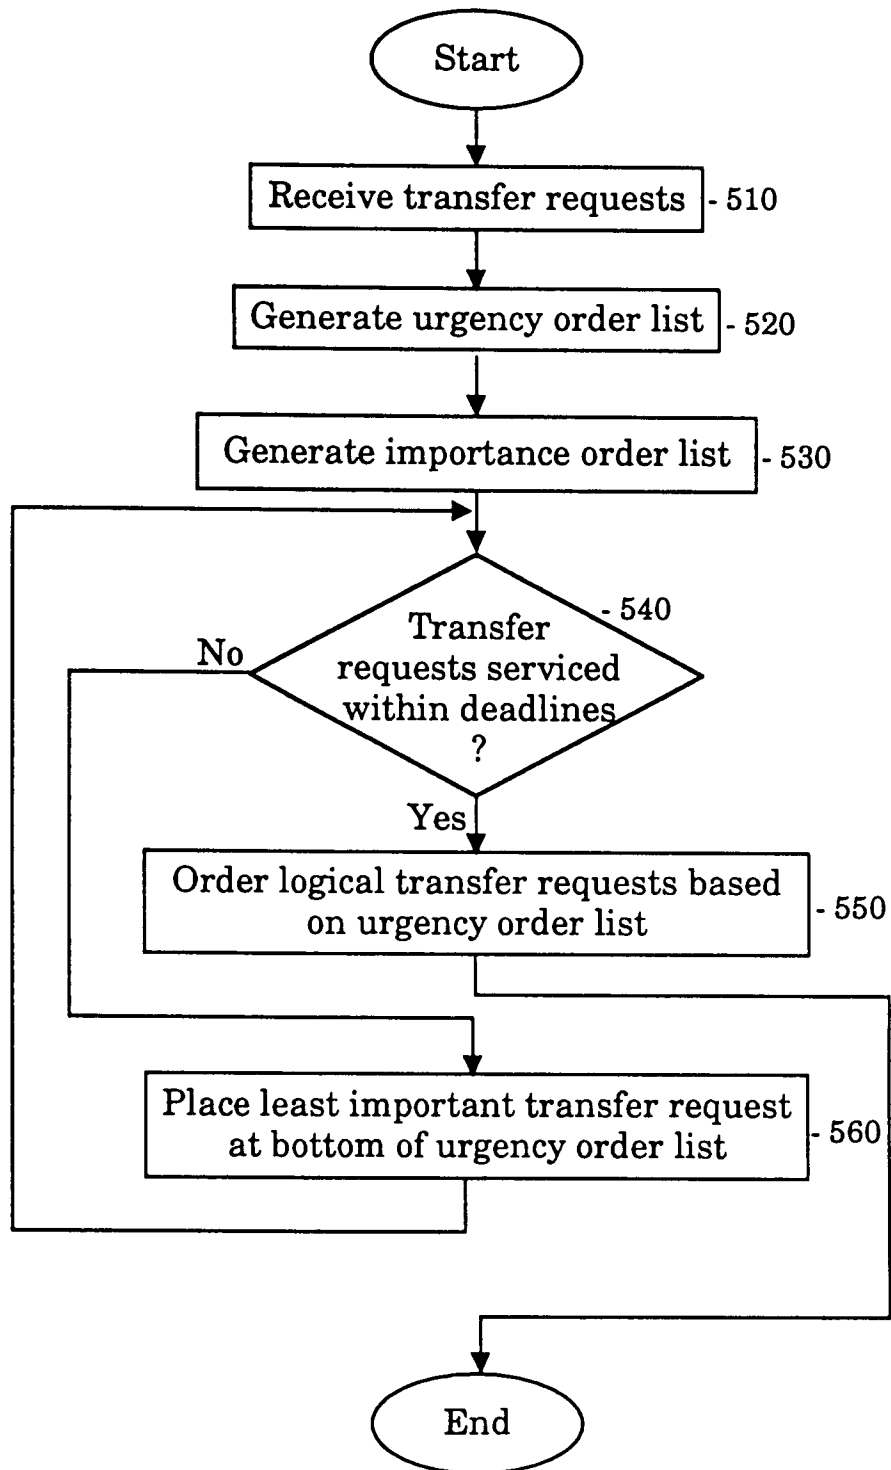 Start
Receive transfer requests - 510
Generate urgency order list - 520
Generate importance order list - 530
- 540
Transfer
requests serviced
within deadlines
?
No
Yes
Order logical transfer requests based
on urgency order list
- 550
Place least important transfer request
at bottom of urgency order list
- 560
End